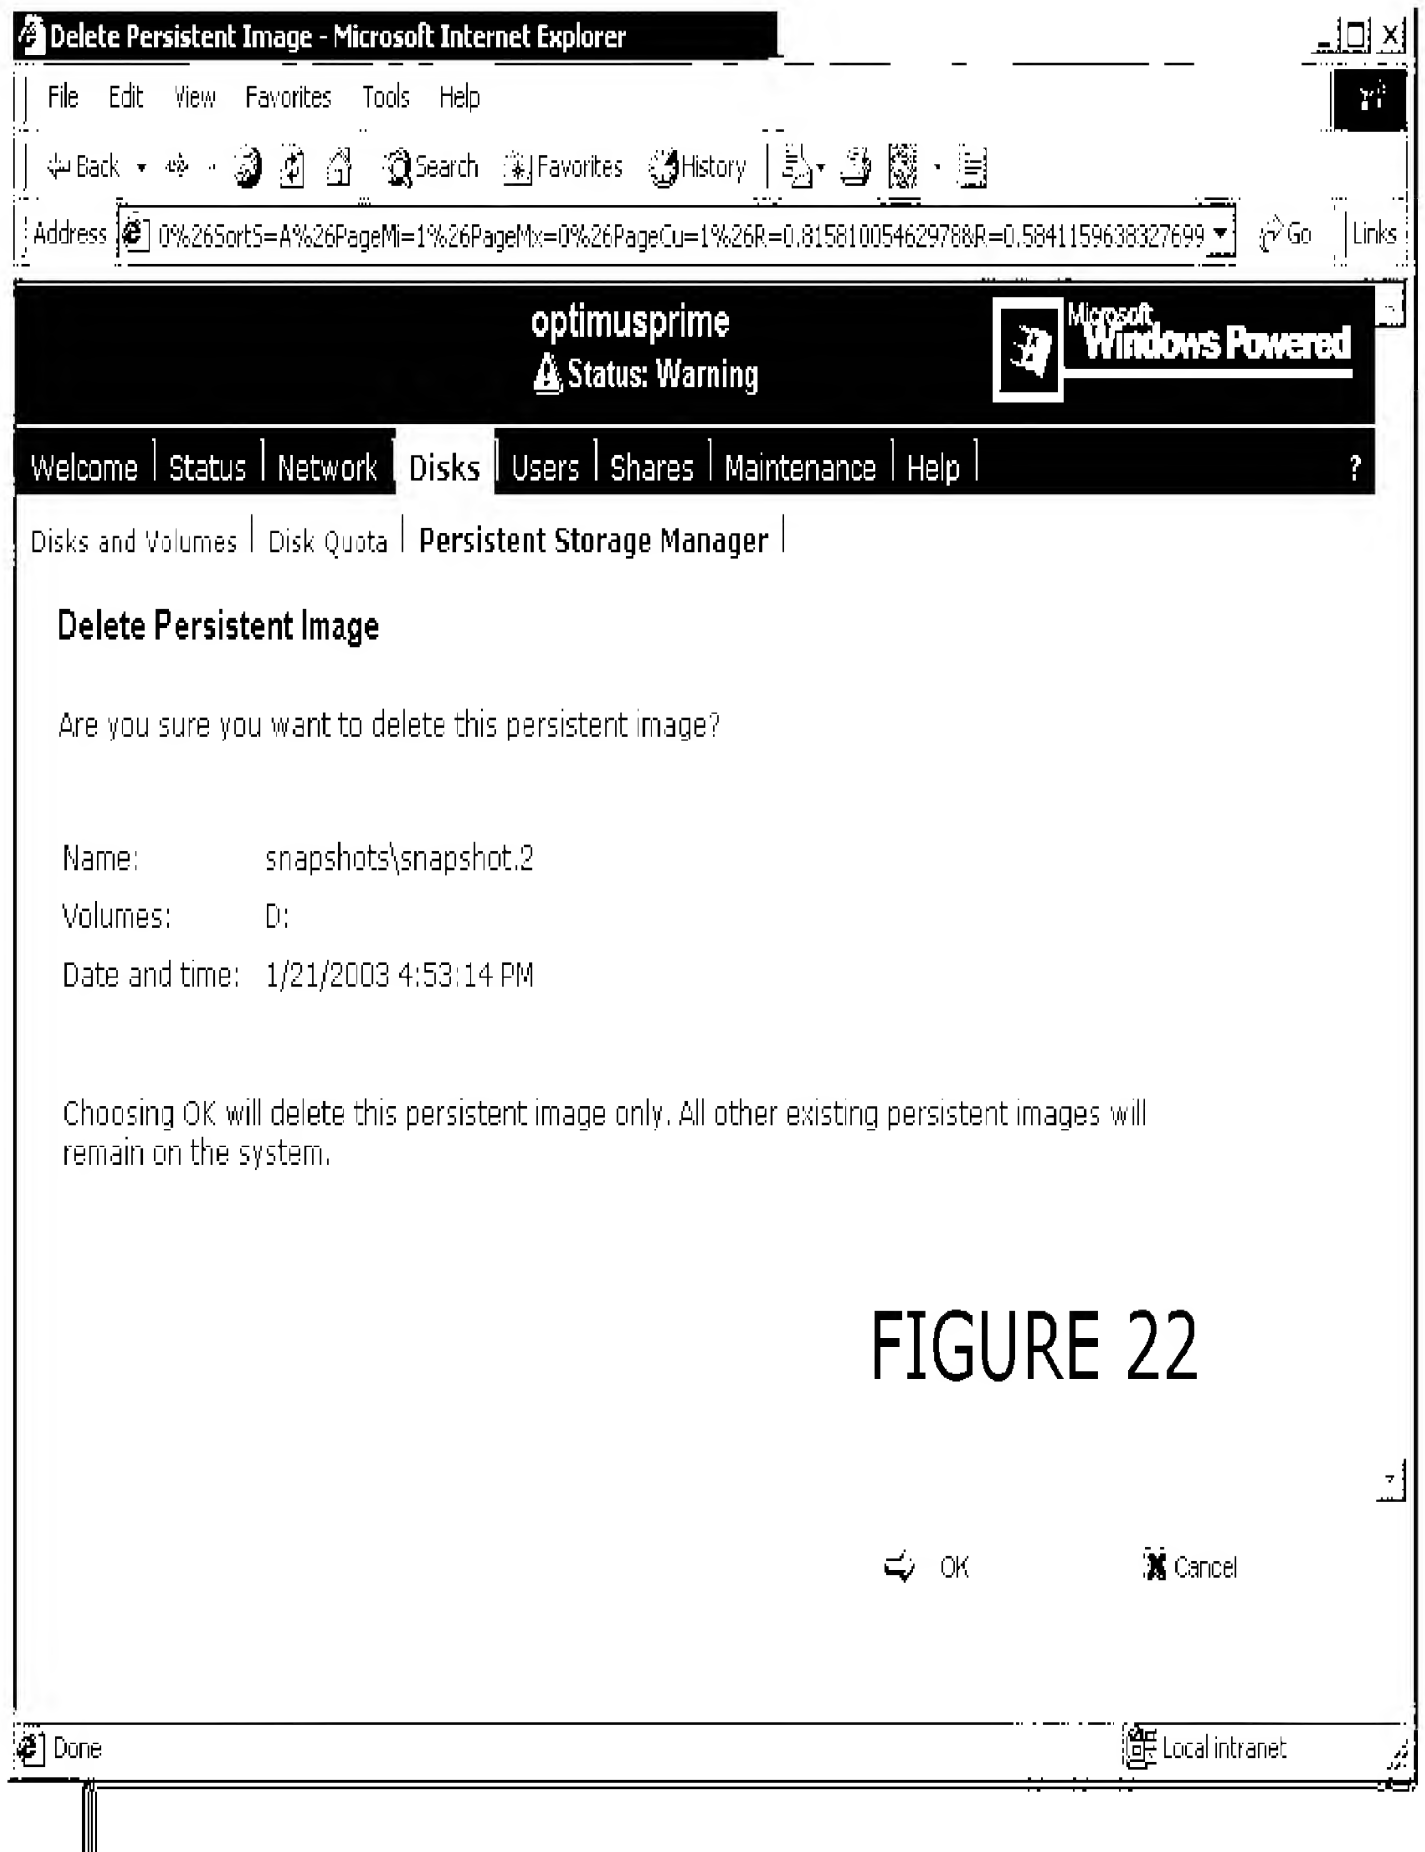 Delete Persistent Image - Microsoft Internet Explorer
File Edit View Favorites Tools Help
Back Search Favorites History
Address 0%26SortS=A%26PageMi=1%26PageMx=0%26PageCu=1%26R=0.815810054629788&R=0.5841159638327699 Go Links
optimusprime
Status: Warning
Microsoft
Windows Powered
Welcome Status Network Disks Users Shares Maintenance Help ?
Disks and Volumes Disk Quota Persistent Storage Manager
Delete Persistent Image
Are you sure you want to delete this persistent image?
Name: snapshots\snapshot.2
Volumes: D:
Date and time: 1/21/2003 4:53:14 PM
Choosing OK will delete this persistent image only. All other existing persistent images will
remain on the system.
FIGURE 22
OK Cancel
Done Local intranet